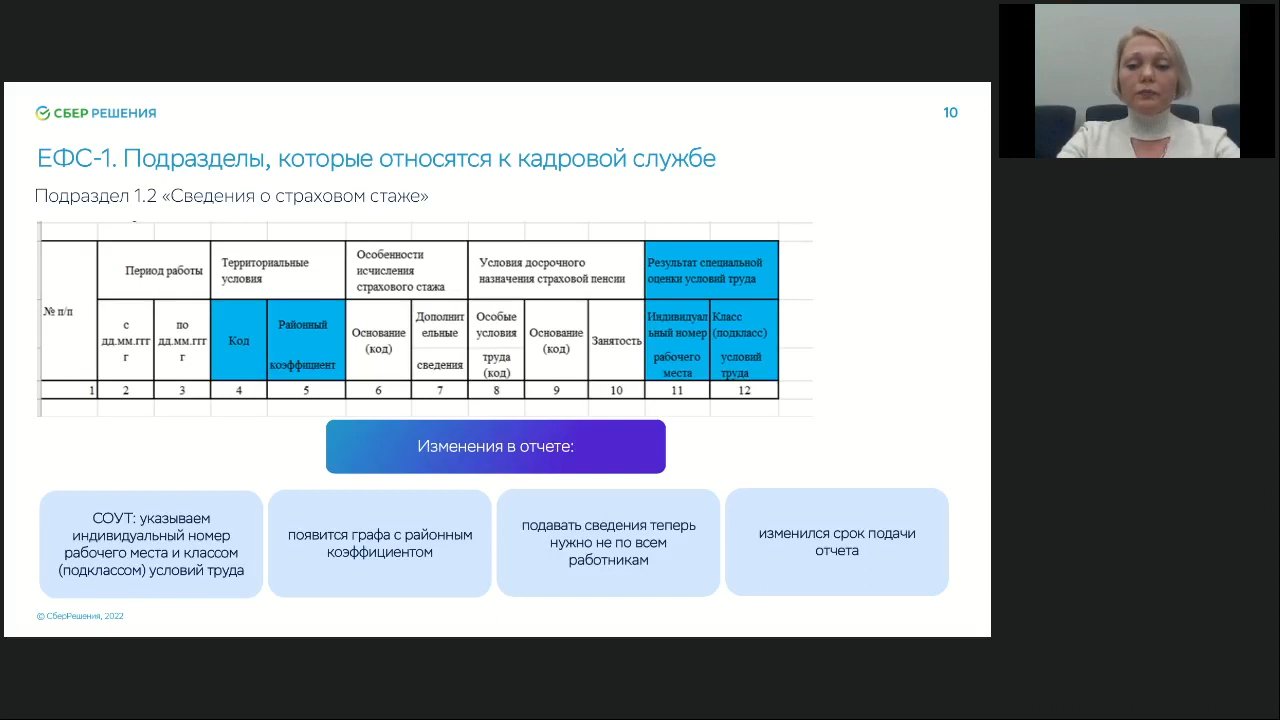 СБЕР РЕШЕНИЯ
10
ЕФС-1. Подразделы, которые относятся к кадровой службе
Подраздел 1.2 «Сведения о страховом стаже»
№ п/п
Период работы
Территориальные
условия
Особенности
исчисления
страхового стажа
Условия досрочного
назначения страховой пенсии
Результат специальной
оценки условий труда
с
дд.мм.ггг
г
по
дд.мм.ггг
г
Код
Районный
коэффициент
Основание
(код)
Дополнит
ельные
сведения
Особые
условия
труда
(код)
Основание
(код)
Занятость
Индивидуал
ьный номер
рабочего
места
Класс
(подкласс)
условий
труда
1 2 3 4 5 6 7 8 9 10 11 12
Изменения в отчете:
СОУТ: указываем
индивидуальный номер
рабочего места и классом
(подклассом) условий труда
появится графа с районным
коэффициентом
подавать сведения теперь
нужно не по всем
работникам
изменился срок подачи
отчета
© СберРешения, 2022